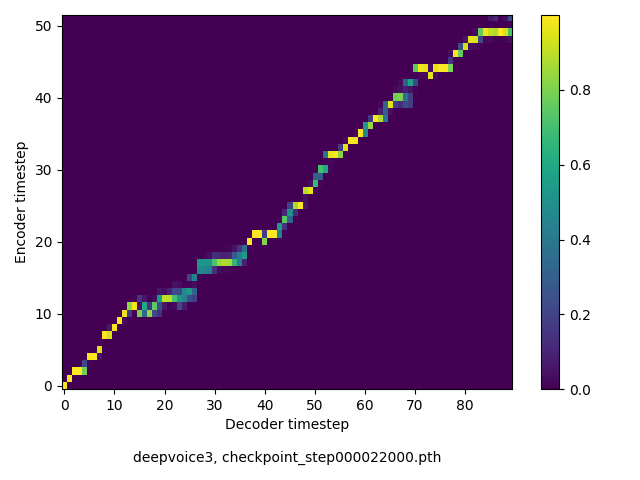 50
40
30
20
10
0
Encoder timestep
0 10 20 30 40 50 60 70 80
Decoder timestep
0.8
0.6
0.4
0.2
0.0
deepvoice3, checkpoint_step000022000.pth